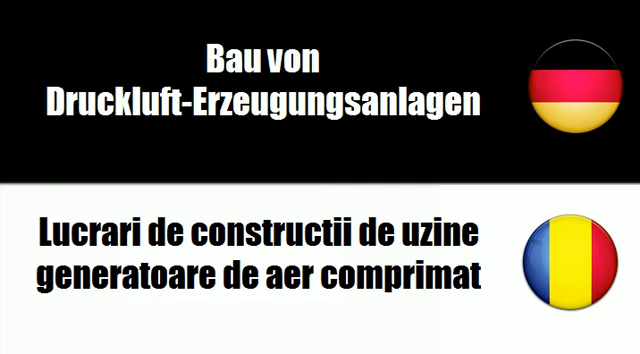 Bau von
Druckluft-Erzeugungsanlagen
Lucrari de constructii de uzine
generatoare de aer comprimat